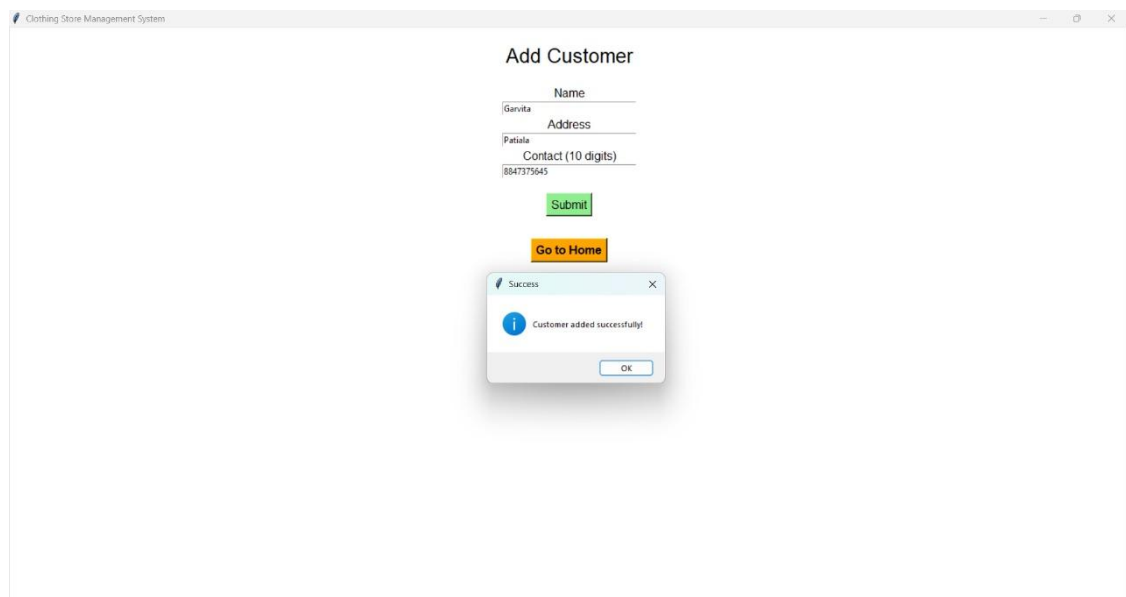 Clothing Store Management System
Add Customer
Name
Garvita
Address
Patiala
Contact (10 digits)
8847375645
Submit
Go to Home
Success
Customer added successfully!
OK